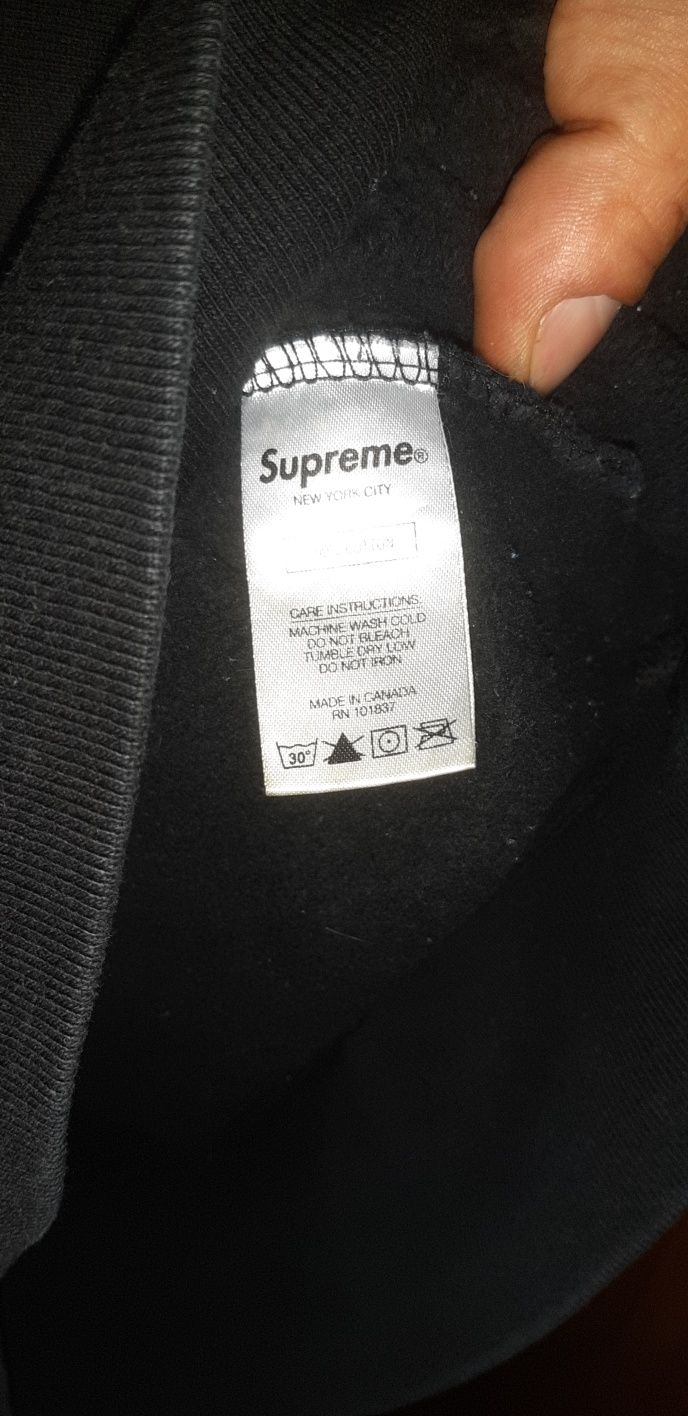 Supreme®
NEW YORK CITY
COTTON
CARE INSTRUCTIONS:
MACHINE WASH COLD
DO NOT BLEACH
TUMBLE DRY LOW
DO NOT IRON
MADE IN CANADA
RN 101837
30°